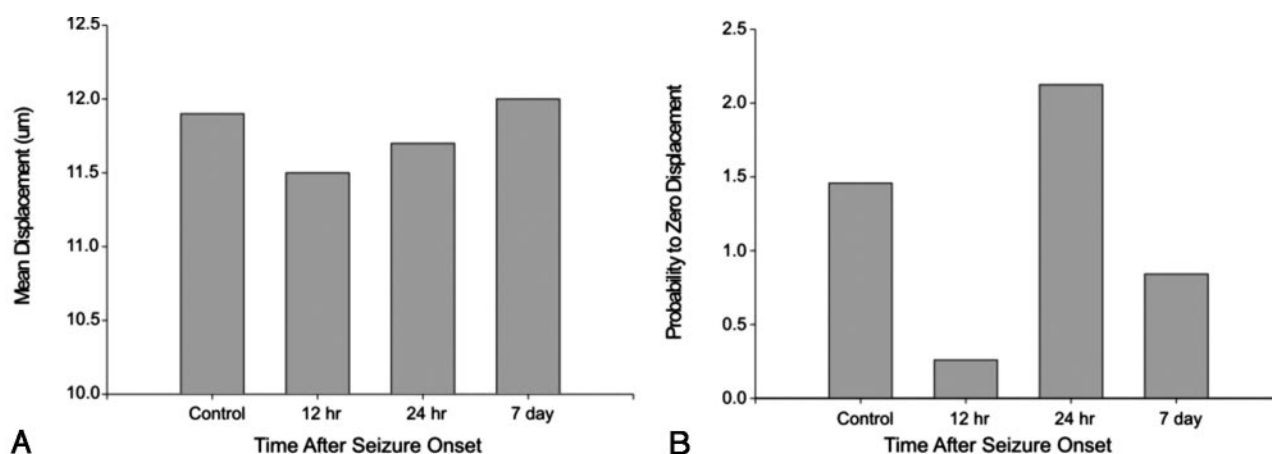 Mean Displacement (um)
12.5
12.0
11.5
11.0
10.5
10.0
Control 12 hr 24 hr 7 day
Time After Seizure Onset
A
Probability to Zero Displacement
2.5
2.0
1.5
1.0
0.5
0.0
Control 12 hr 24 hr 7 day
Time After Seizure Onset
B